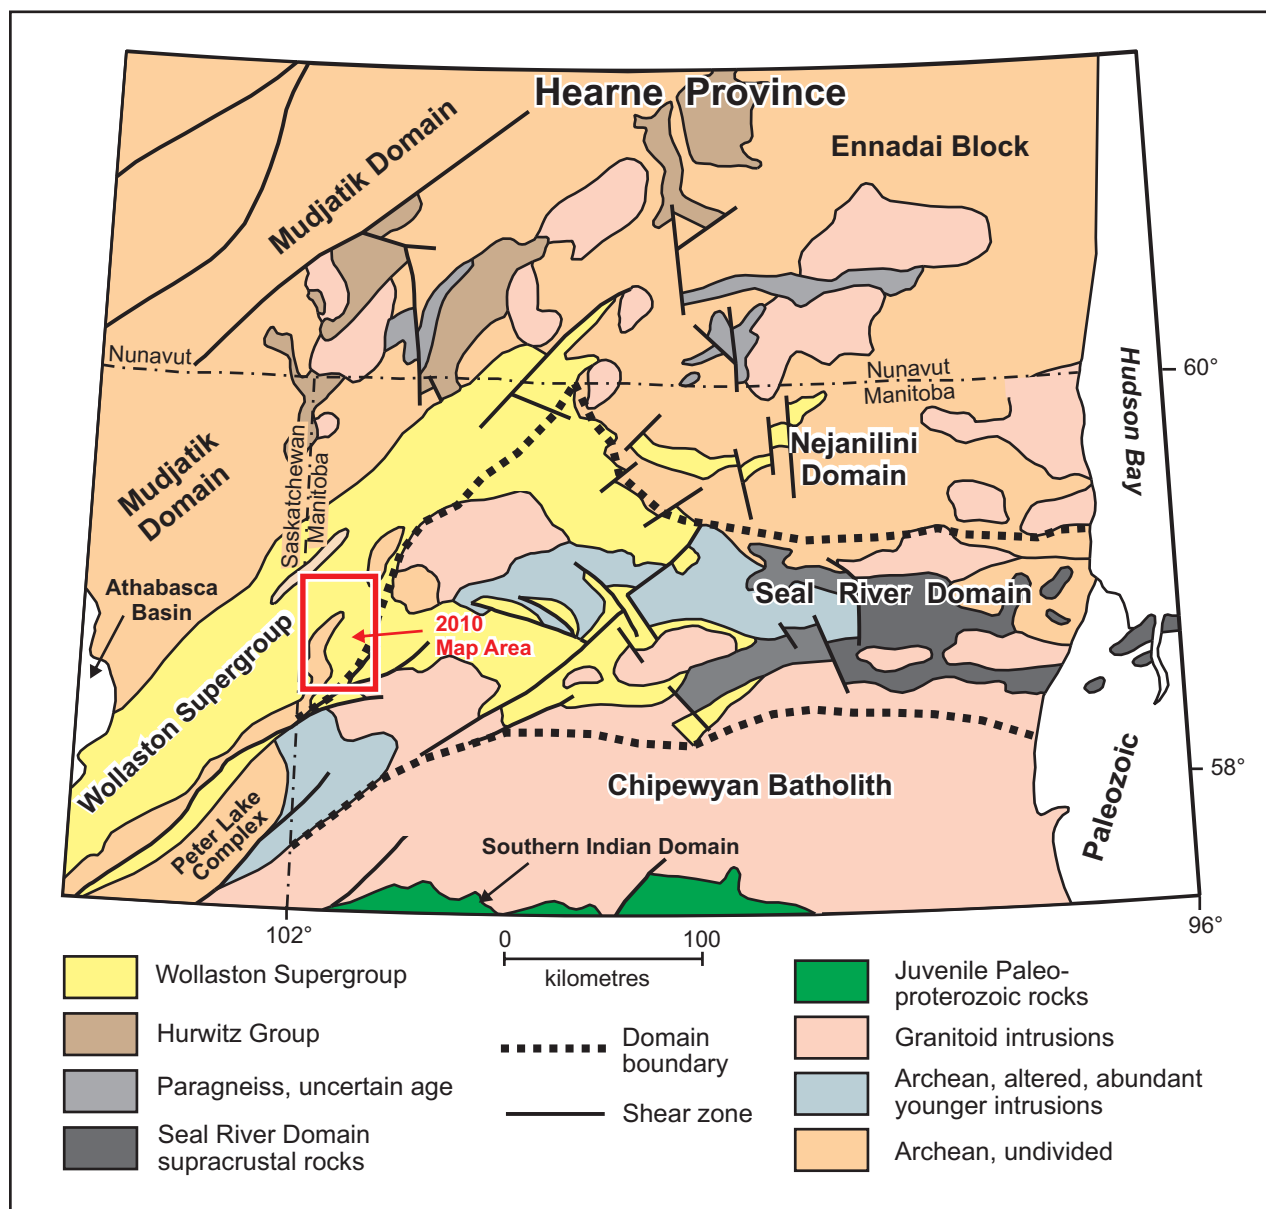 Hearne Province
Ennadai Block
Mudjatik Domain
Nunavut
60°
Nunavut
Manitoba
Hudson Bay
Mudjatik
Domain
Saskatchewan
Manitoba
Nejanilini
Domain
Athabasca
Basin
Seal River Domain
2010
Map Area
Wollaston Supergroup
58°
Chipewyan Batholith
Paleozoic
Peter Lake
Complex
Southern Indian Domain
102°
96°
0
100
kilometres
Wollaston Supergroup
Hurwitz Group
Paragneiss, uncertain age
Seal River Domain
supracrustal rocks
Domain
boundary
Shear zone
Juvenile Paleo-
proterozoic rocks
Granitoid intrusions
Archean, altered, abundant
younger intrusions
Archean, undivided